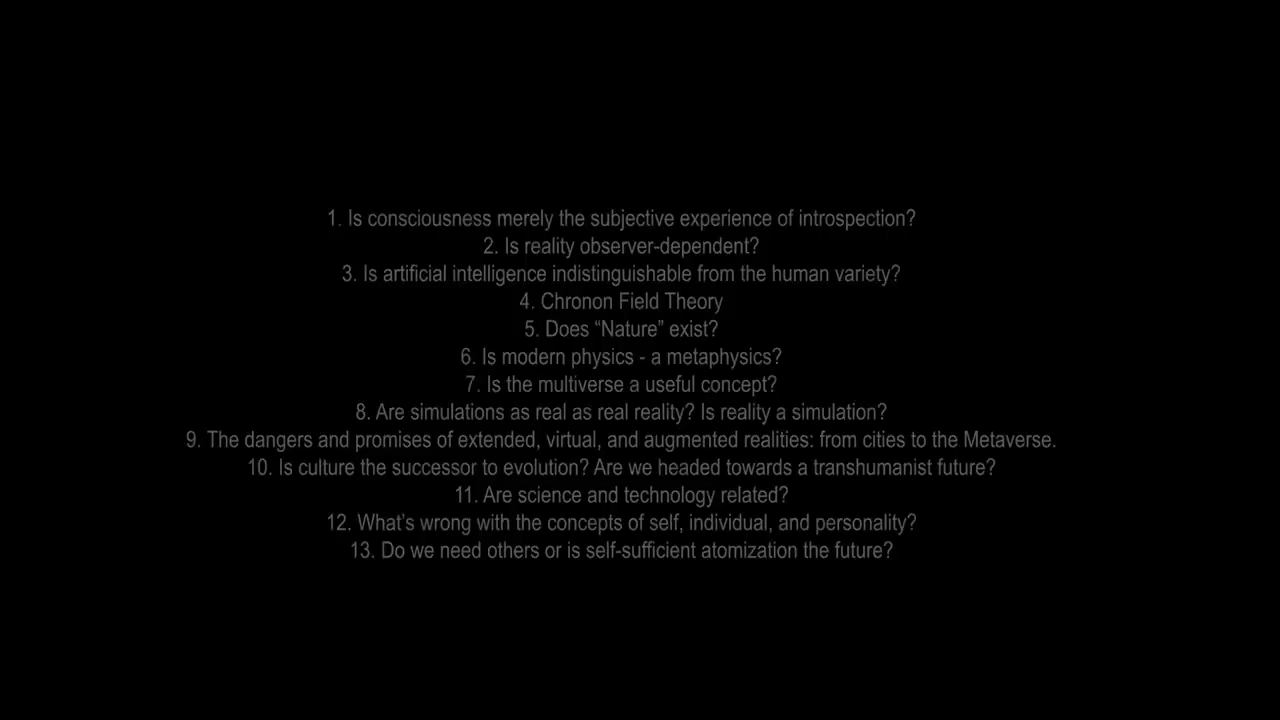 1. Is consciousness merely the subjective experience of introspection?
2. Is reality observer-dependent?
3. Is artificial intelligence indistinguishable from the human variety?
4. Chronon Field Theory
5. Does “Nature” exist?
6. Is modern physics - a metaphysics?
7. Is the multiverse a useful concept?
8. Are simulations as real as real reality? Is reality a simulation?
9. The dangers and promises of extended, virtual, and augmented realities: from cities to the Metaverse.
10. Is culture the successor to evolution? Are we headed towards a transhumanist future?
11. Are science and technology related?
12. What’s wrong with the concepts of self, individual, and personality?
13. Do we need others or is self-sufficient atomization the future?